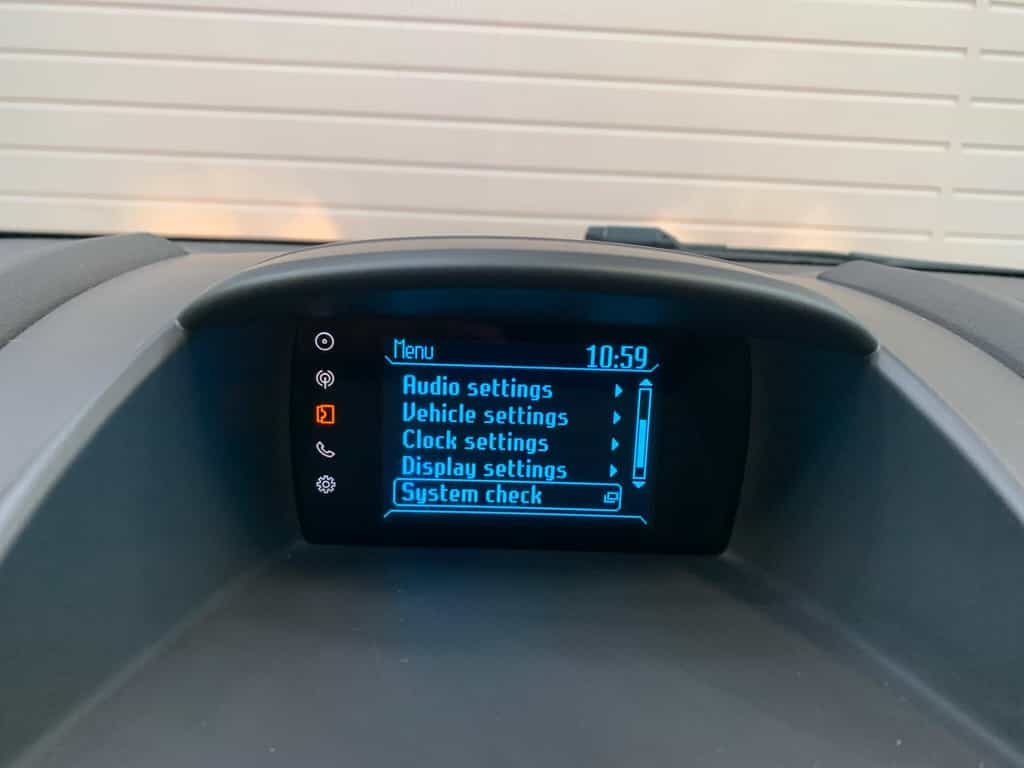 Menu 10:59
Audio settings
Vehicle settings
Clock settings
Display settings
System check